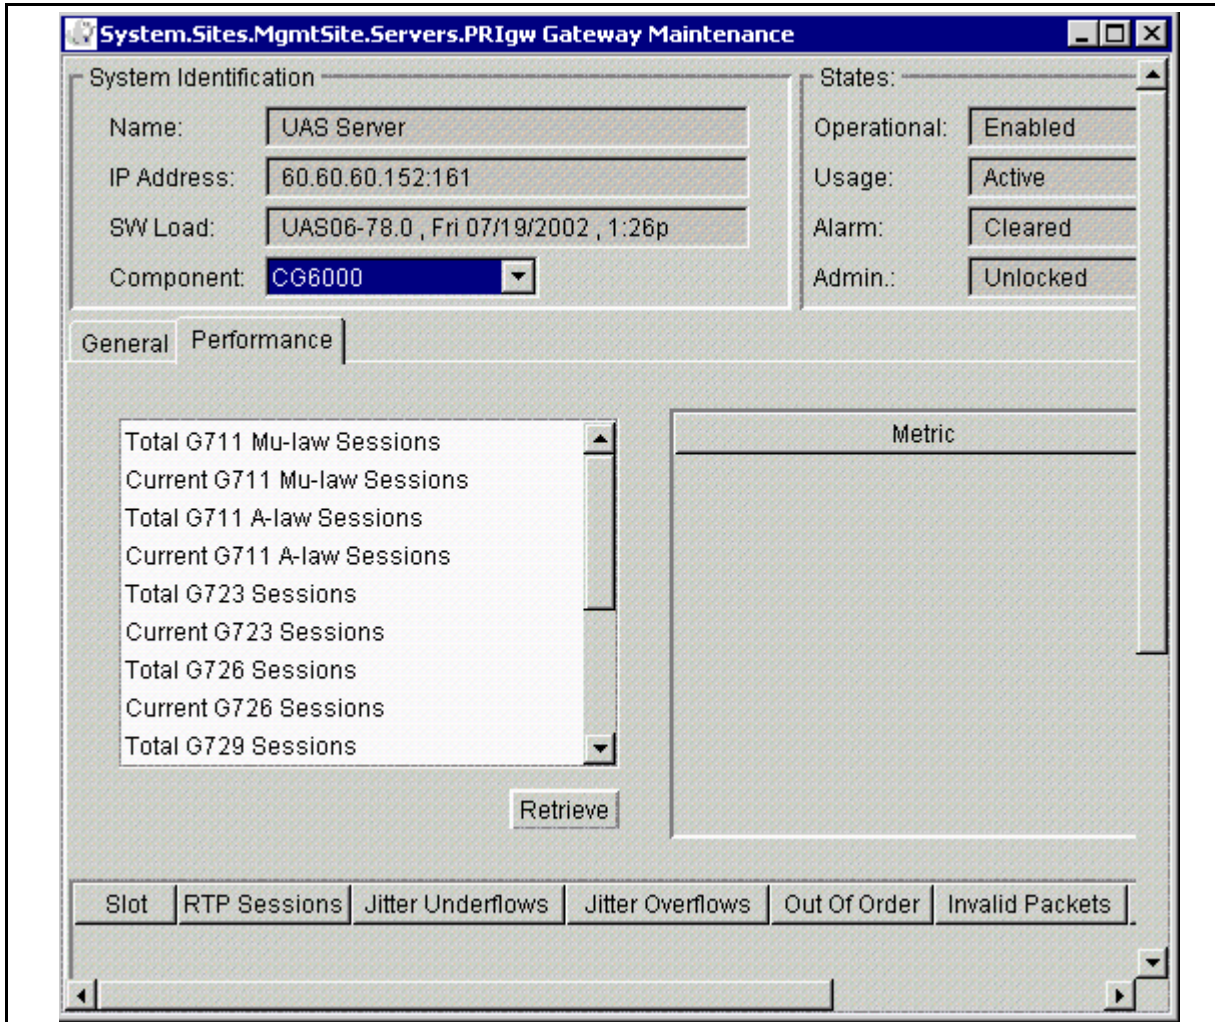 System.Sites.MgmtSite.Servers.PRIgw Gateway Maintenance
System Identification
Name: UAS Server
IP Address: 60.60.60.152:161
SW Load: UAS06-78.0 , Fri 07/19/2002 , 1:26p
Component: CG6000
States:
Operational: Enabled
Usage: Active
Alarm: Cleared
Admin.: Unlocked
General Performance
Total G711 Mu-law Sessions
Current G711 Mu-law Sessions
Total G711 A-law Sessions
Current G711 A-law Sessions
Total G723 Sessions
Current G723 Sessions
Total G726 Sessions
Current G726 Sessions
Total G729 Sessions
Retrieve
Metric
Slot RTP Sessions Jitter Underflows Jitter Overflows Out Of Order Invalid Packets